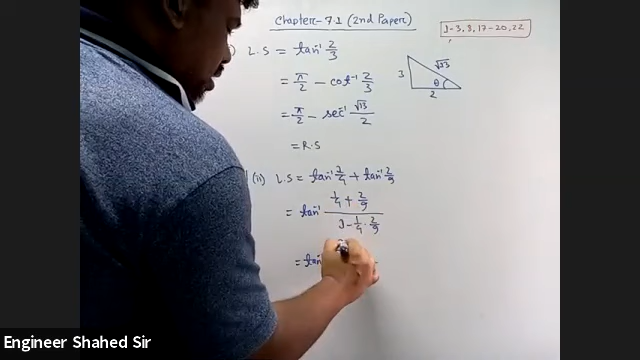 Chapter-7.1 (2nd Paper)
1-3, 8, 17-20, 22
) L.S = tan⁻¹ 2/3
= π/2 - cot⁻¹ 2/3
= π/2 - sec⁻¹ √13/2
= R.S
3
√13
θ
2
(ii) L.S = tan⁻¹ 1/4 + tan⁻¹ 2/9
= tan⁻¹ (1/4 + 2/9)/(1 - 1/4 · 2/9)
= tan
Engineer Shahed Sir